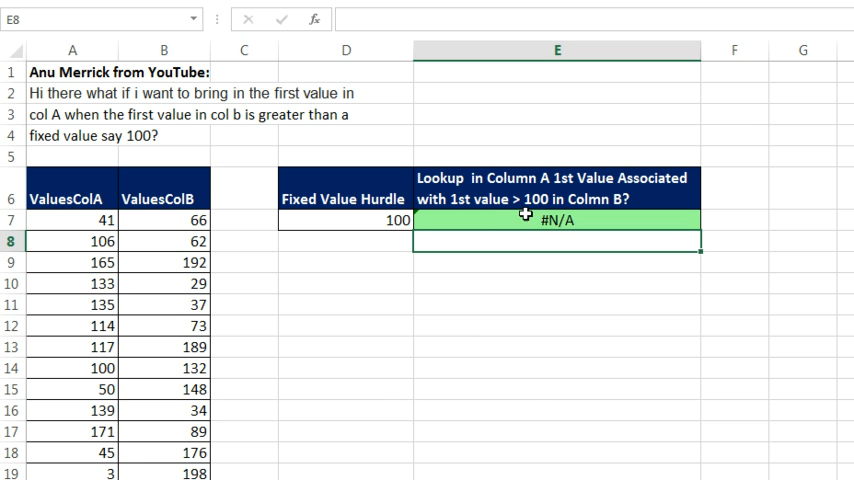 E8
fx
A B C D E F G
1 Anu Merrick from YouTube:
2 Hi there what if i want to bring in the first value in
3 col A when the first value in col b is greater than a
4 fixed value say 100?
5
Lookup in Column A 1st Value Associated
6 ValuesColA ValuesColB Fixed Value Hurdle with 1st value > 100 in Colmn B?
7 41 66 100 #N/A
8 106 62
9 165 192
10 133 29
11 135 37
12 114 73
13 117 189
14 100 132
15 50 148
16 139 34
17 171 89
18 45 176
19 3 198